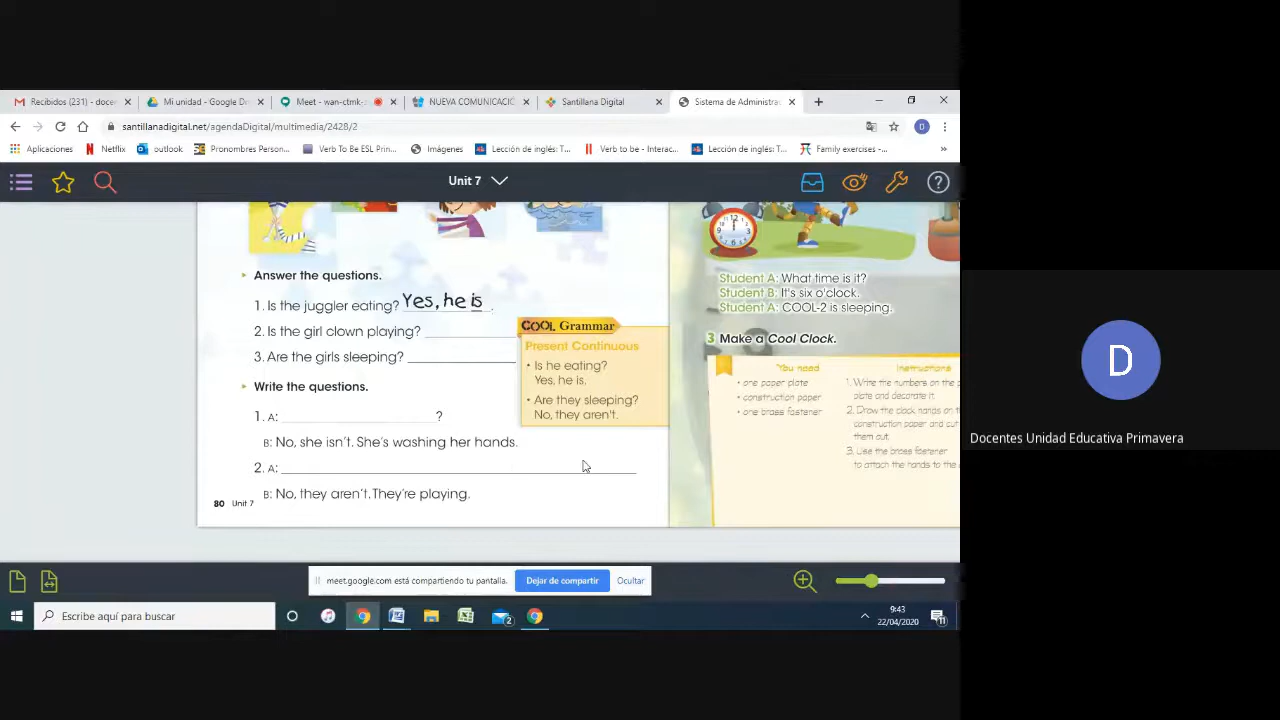 Recibidos (231) - doce
Mi unidad - Google Dr
Meet - wan-ctmk-
NUEVA COMUNICACIÓ
Santillana Digital
Sistema de Administrac
santillanadigital.net/agendaDigital/multimedia/2428/2
Aplicaciones
Netflix
outlook
Pronombres Person...
Verb To Be ESL Prin...
Imágenes
Lección de inglés: T...
Verb to be - Interac...
Lección de inglés: T...
Family exercises –...
Unit 7
Answer the questions.
1. Is the juggler eating? Yes, he is.
2. Is the girl clown playing?
3. Are the girls sleeping?
COOL Grammar
Present Continuous
• Is he eating?
Yes, he is.
• Are they sleeping?
No, they aren't.
Write the questions.
1. A: ?
B: No, she isn't. She's washing her hands.
2. A:
B: No, they aren't. They're playing.
80 Unit 7
12
9 3
6
Student A: What time is it?
Student B: It's six o'clock.
Student A: COOL-2 is sleeping.
3 Make a Cool Clock.
You need
• one paper plate
• construction paper
• one brass fastener
Instructions
1. Write the numbers on the
plate and decorate it.
2. Draw the clock hands on
construction paper and cut
them out.
3. Use the brass fastener
to attach the hands to the
meet.google.com está compartiendo tu pantalla.
Dejar de compartir
Ocultar
Escribe aquí para buscar
2
9:43
22/04/2020
11
D
Docentes Unidad Educativa Primavera